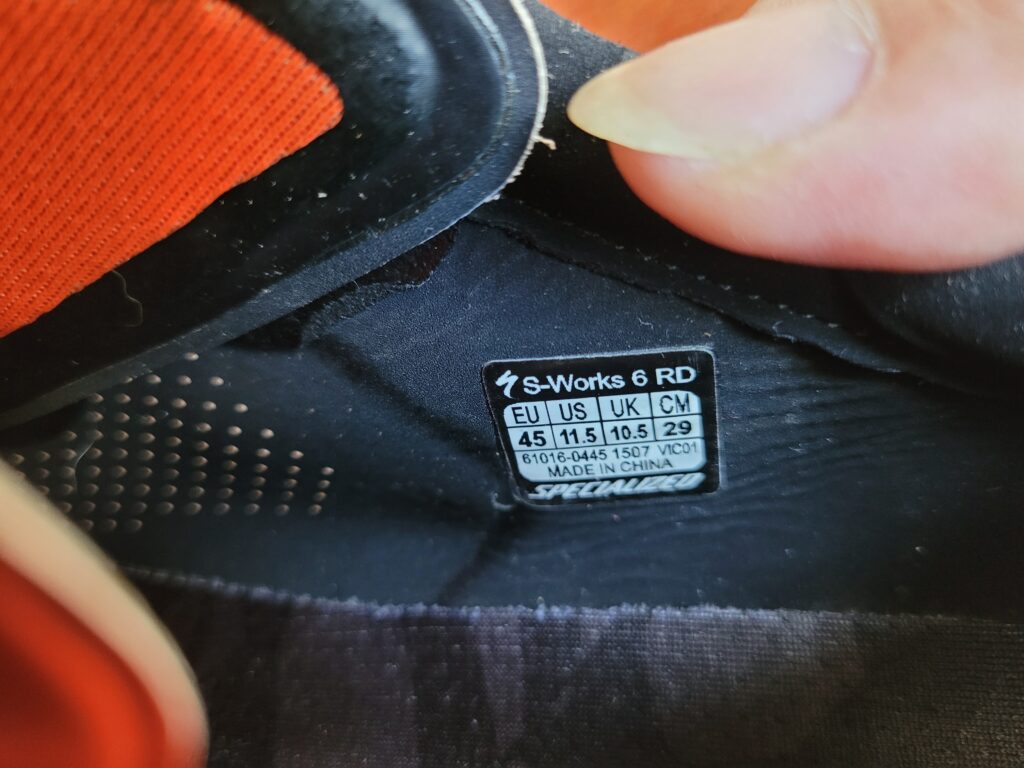 S-Works 6 RD
EU US UK CM
45 11.5 10.5 29
61016-0445 1507 VIC01
MADE IN CHINA
SPECIALIZED